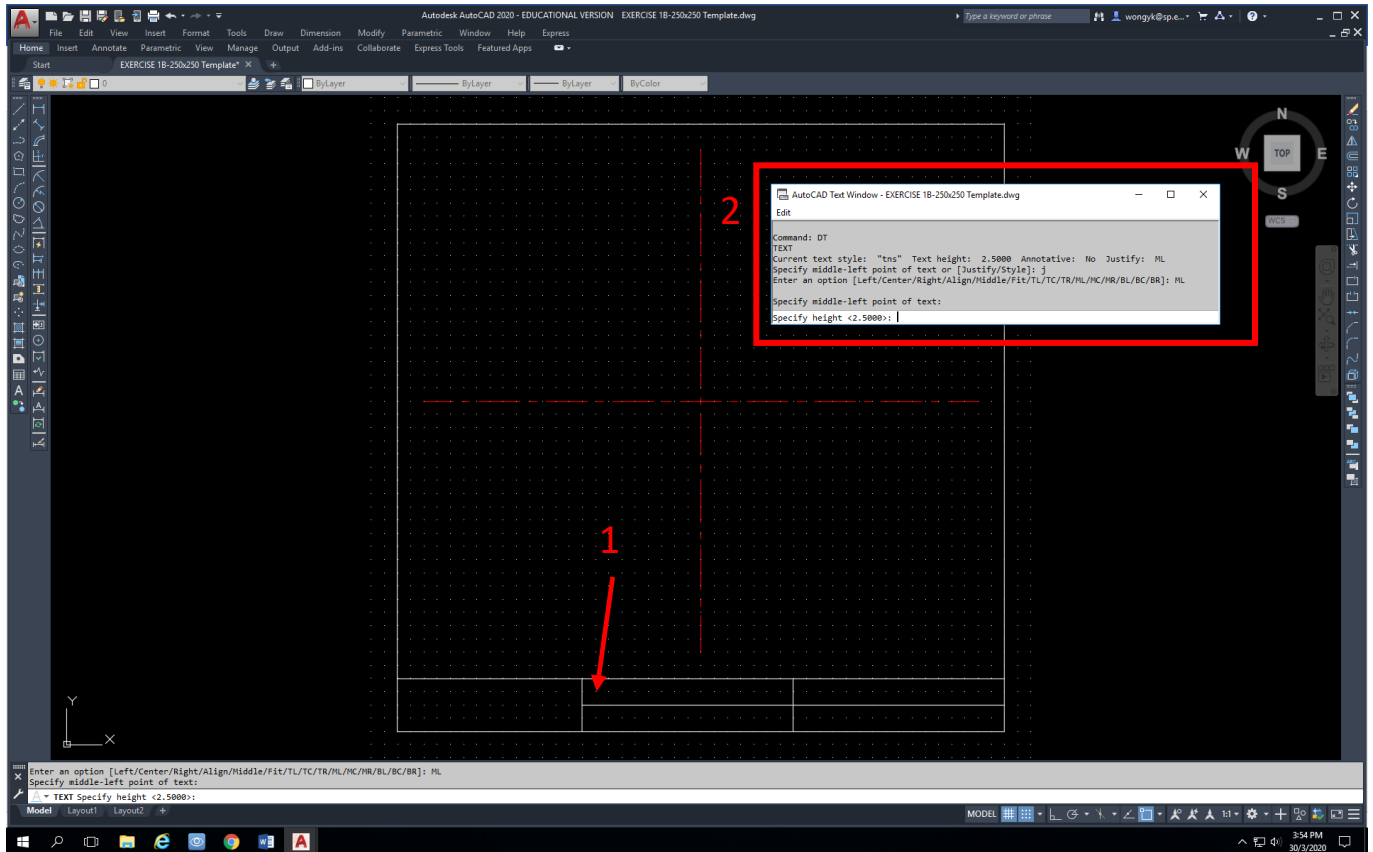 Autodesk AutoCAD 2020 - EDUCATIONAL VERSION EXERCISE 1B-250x250 Template.dwg
Type a keyword or phrase
wongyk@sp.e...
File Edit View Insert Format Tools Draw Dimension Modify Parametric Window Help Express
Home Insert Annotate Parametric View Manage Output Add-ins Collaborate Express Tools Featured Apps
Start EXERCISE 1B-250x250 Template*
0 ByLayer ByLayer ByLayer ByColor
N
W TOP E
S
WCS
2
AutoCAD Text Window - EXERCISE 1B-250x250 Template.dwg
Edit
Command: DT
TEXT
Current text style: "tns" Text height: 2.5000 Annotative: No Justify: ML
Specify middle-left point of text or [Justify/Style]: j
Enter an option [Left/Center/Right/Align/Middle/Fit/TL/TC/TR/ML/MC/MR/BL/BC/BR]: ML
Specify middle-left point of text:
Specify height <2.5000>:
1
Y
X
Enter an option [Left/Center/Right/Align/Middle/Fit/TL/TC/TR/ML/MC/MR/BL/BC/BR]: ML
Specify middle-left point of text:
TEXT Specify height <2.5000>:
Model Layout1 Layout2 +
MODEL 1:1
3:54 PM
30/3/2020